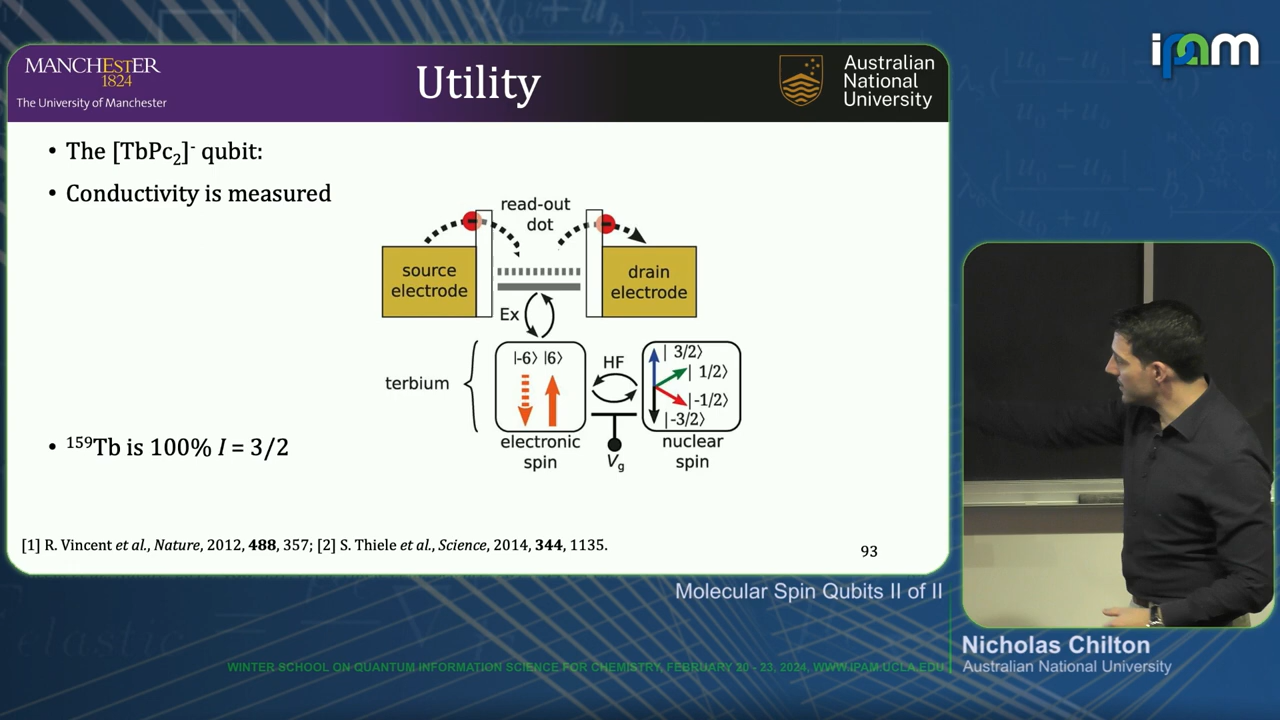 MANCHESTER
1824
The University of Manchester
Utility
Australian
National
University
ipam
• The [TbPc2]- qubit:
• Conductivity is measured
read-out
dot
source
electrode
drain
electrode
Ex
|-6⟩ |6⟩
HF
| 3/2⟩
| 1/2⟩
|-1/2⟩
|-3/2⟩
terbium
electronic
spin
nuclear
spin
Vg
• 159Tb is 100% I = 3/2
[1] R. Vincent et al., Nature, 2012, 488, 357; [2] S. Thiele et al., Science, 2014, 344, 1135.
93
Molecular Spin Qubits II of II
Nicholas Chilton
Australian National University
WINTER SCHOOL ON QUANTUM INFORMATION SCIENCE FOR CHEMISTRY, FEBRUARY 20 - 23, 2024, WWW.IPAM.UCLA.EDU
elastic